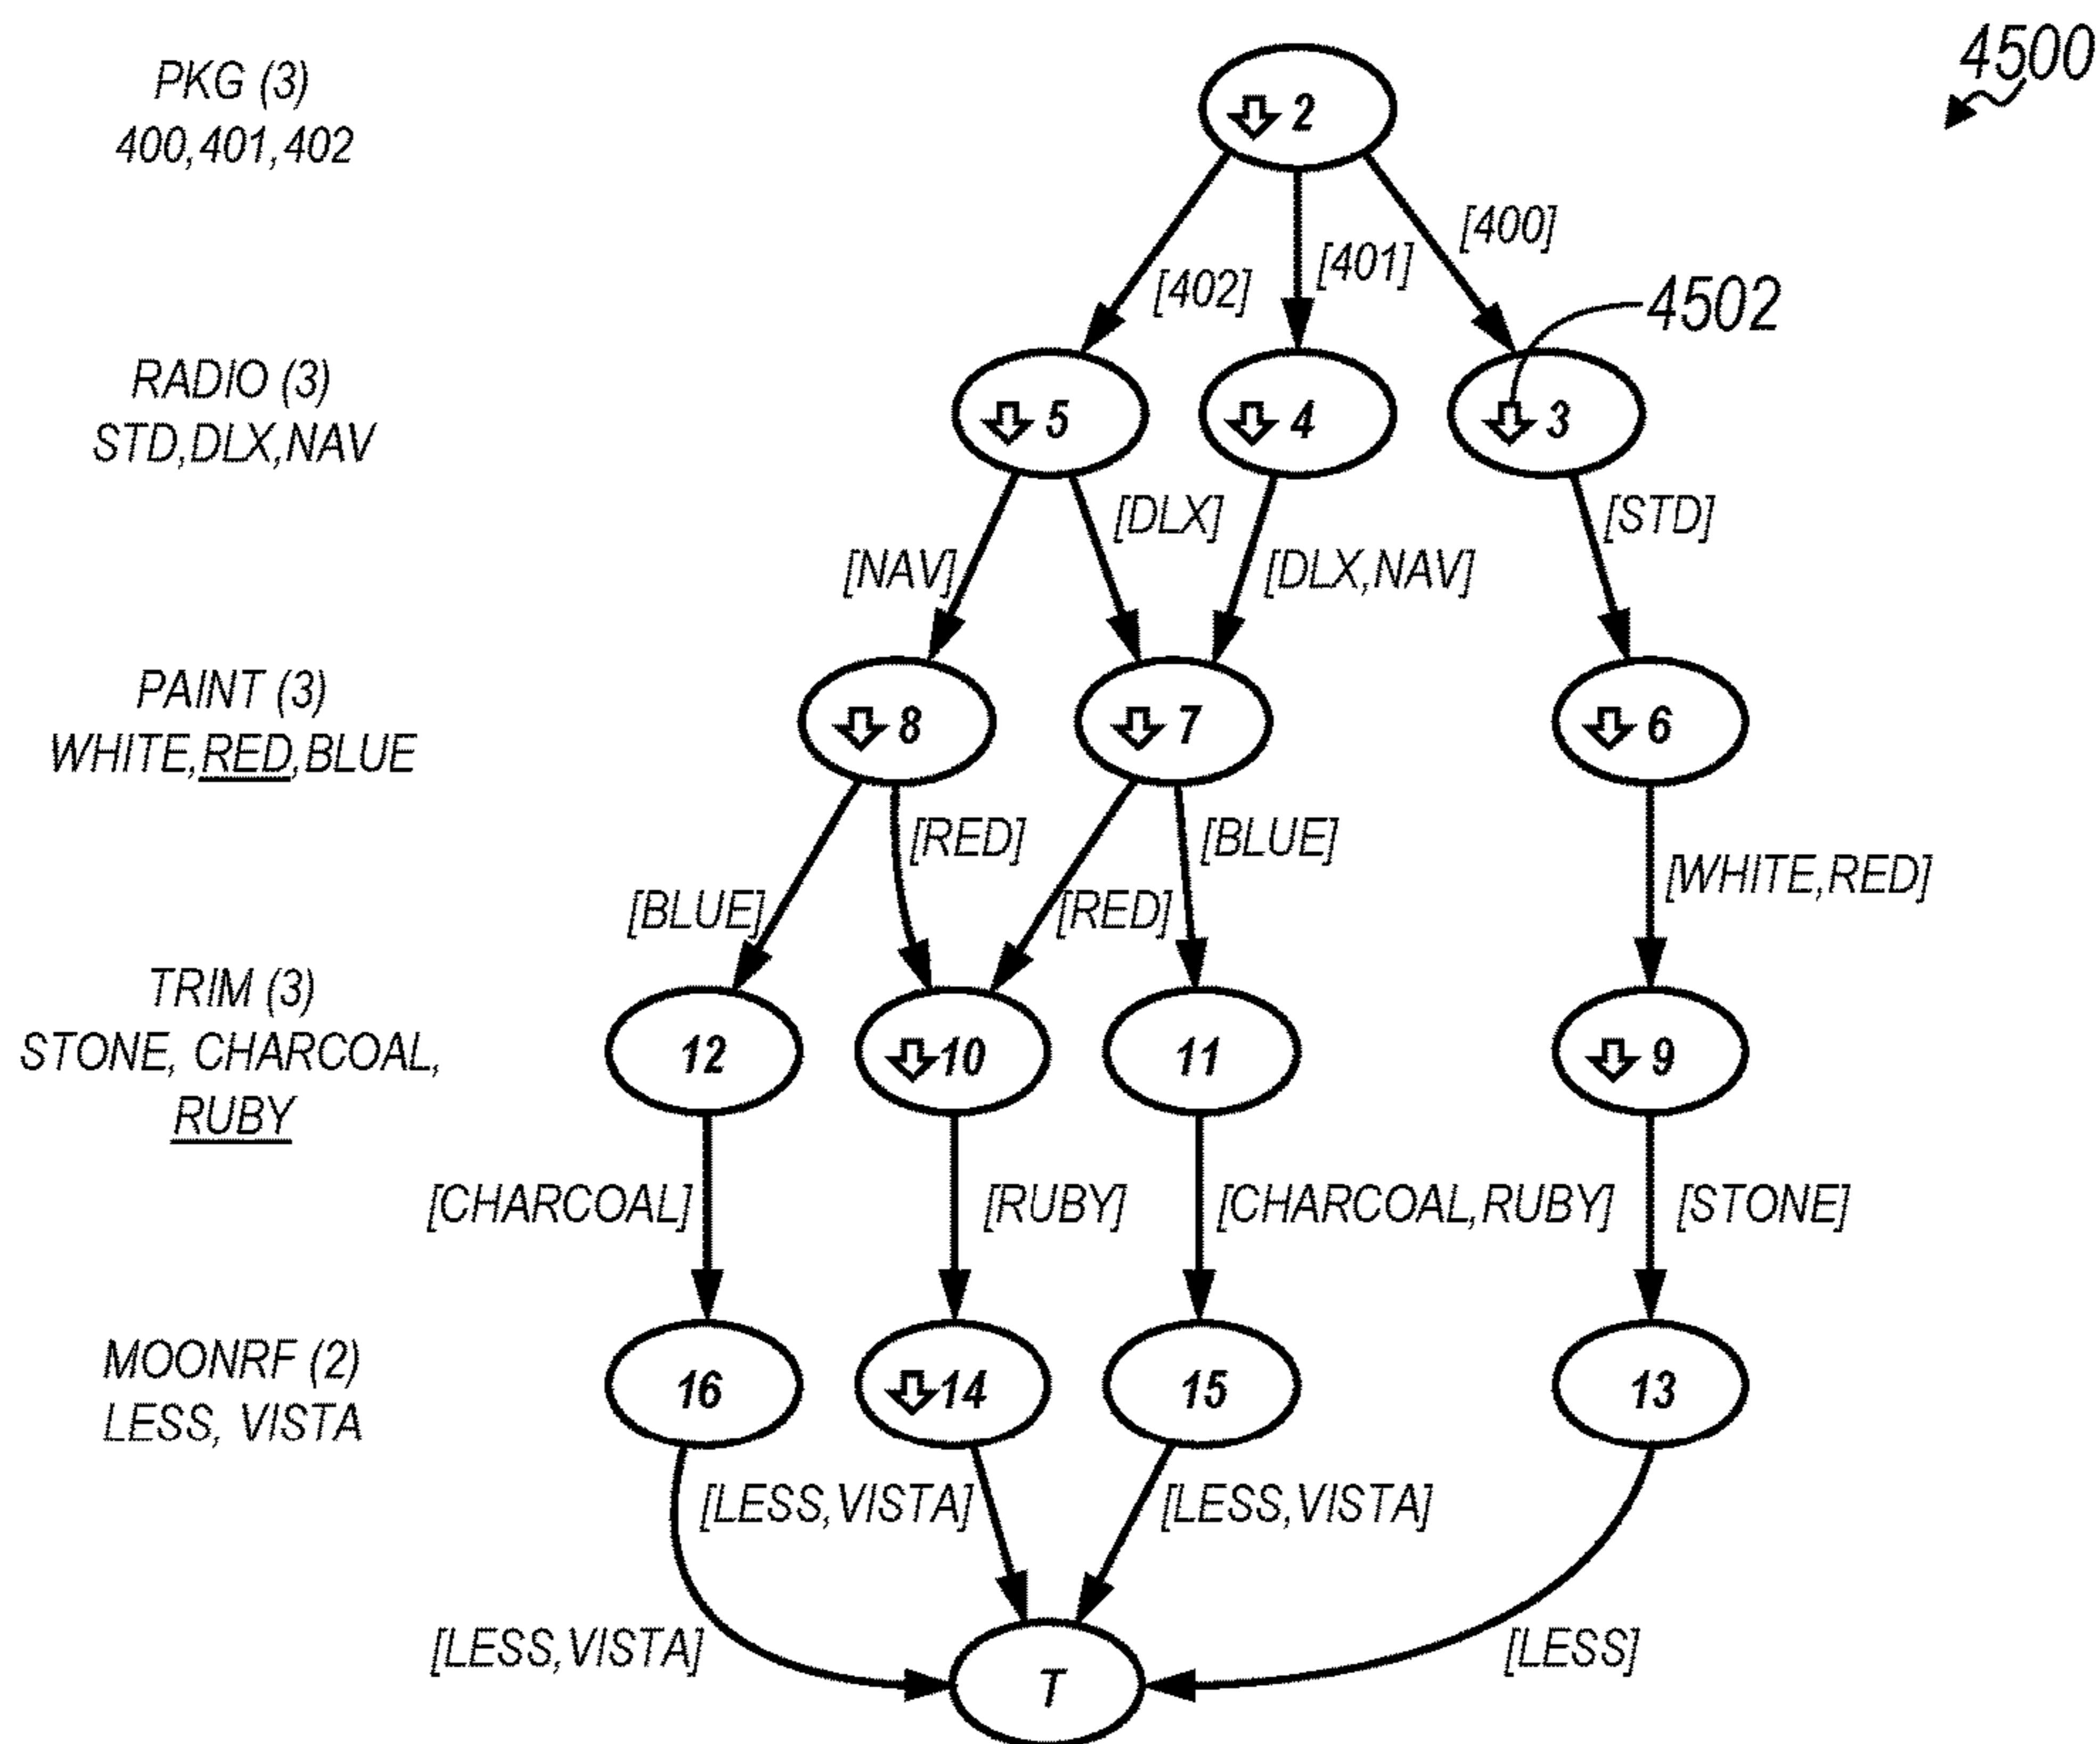 4500
PKG (3)
400,401,402
2
[400]
[401]
[402]
4502
RADIO (3)
STD,DLX,NAV
5
4
3
[DLX]
[STD]
[NAV]
[DLX,NAV]
PAINT (3)
WHITE,RED,BLUE
8
7
6
[RED]
[BLUE]
[WHITE,RED]
[BLUE]
[RED]
TRIM (3)
STONE, CHARCOAL,
RUBY
12
10
11
9
[CHARCOAL]
[RUBY]
[CHARCOAL,RUBY]
[STONE]
MOONRF (2)
LESS, VISTA
16
14
15
13
[LESS,VISTA]
[LESS,VISTA]
[LESS,VISTA]
[LESS]
T